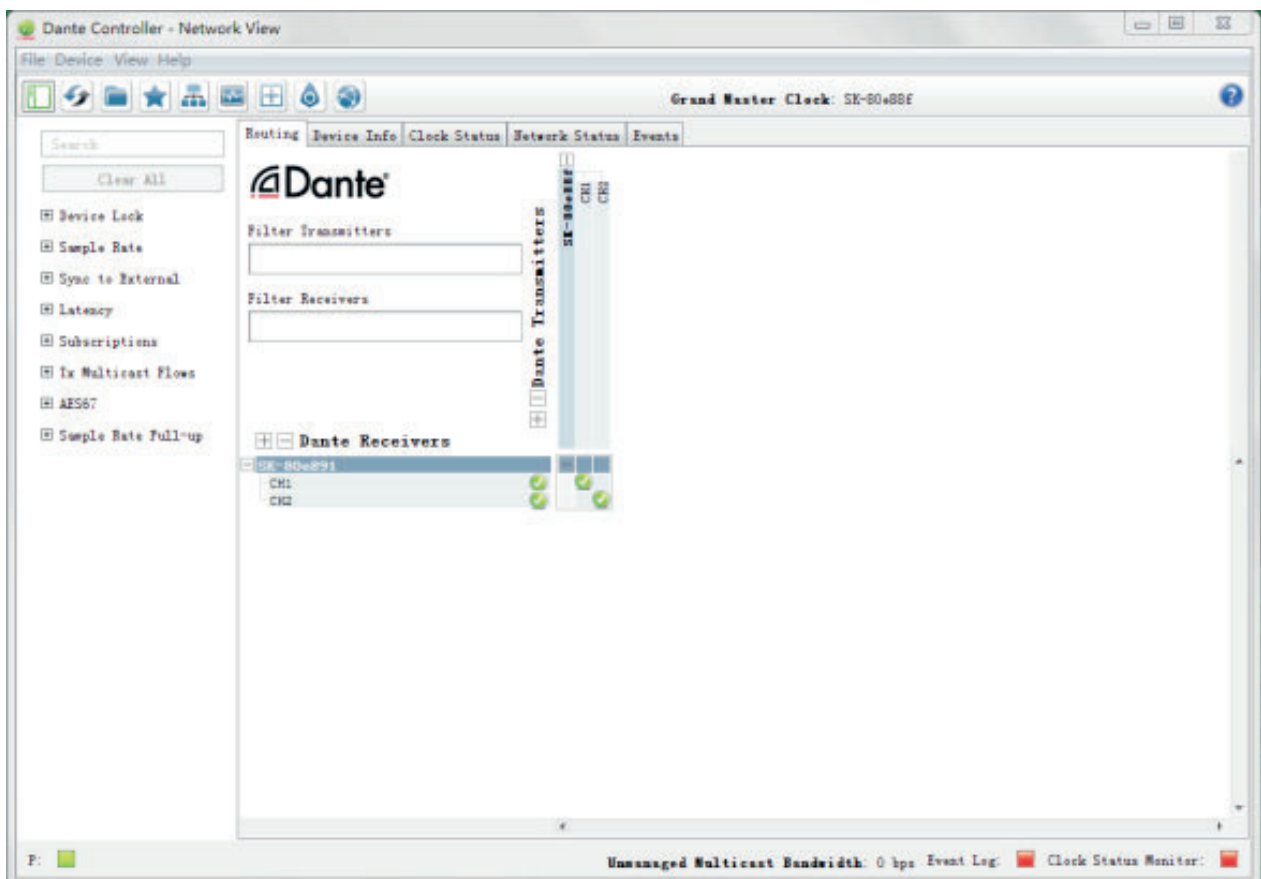 Dante Controller - Network View
File Device View Help
Grand Master Clock: SK-80e88f
Search
Clear All
Device Lock
Sample Rate
Sync to External
Latency
Subscriptions
Tx Multicast Flows
AES67
Sample Rate Pull-up
Routing Device Info Clock Status Network Status Events
Dante
Filter Transmitters
Filter Receivers
Dante Transmitters
SK-80e88f
CH1
CH2
Dante Receivers
SK-80e891
CH1
CH2
P:
Unmanaged Multicast Bandwidth: 0 bps Event Log: Clock Status Monitor: